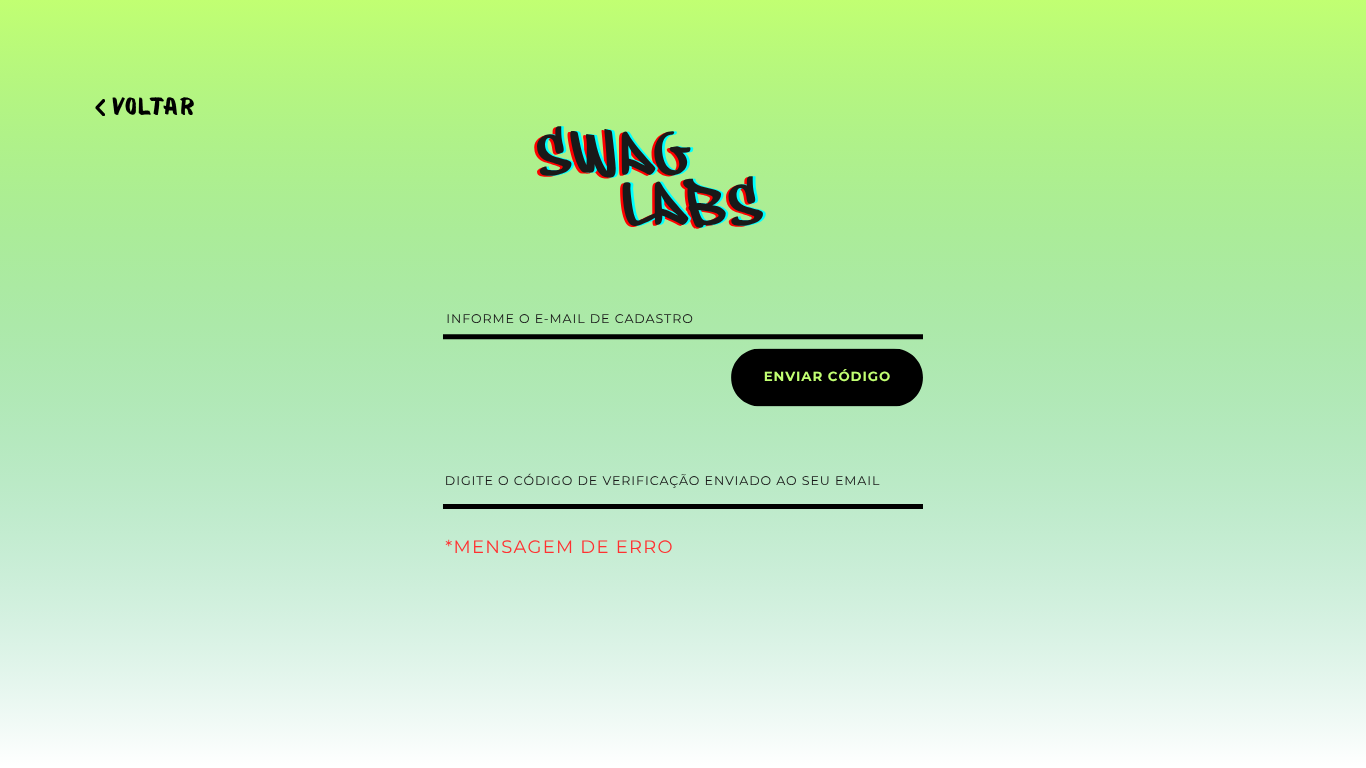 VOLTAR
SWAG
LABS
INFORME O E-MAIL DE CADASTRO
ENVIAR CÓDIGO
DIGITE O CÓDIGO DE VERIFICAÇÃO ENVIADO AO SEU EMAIL
*MENSAGEM DE ERRO